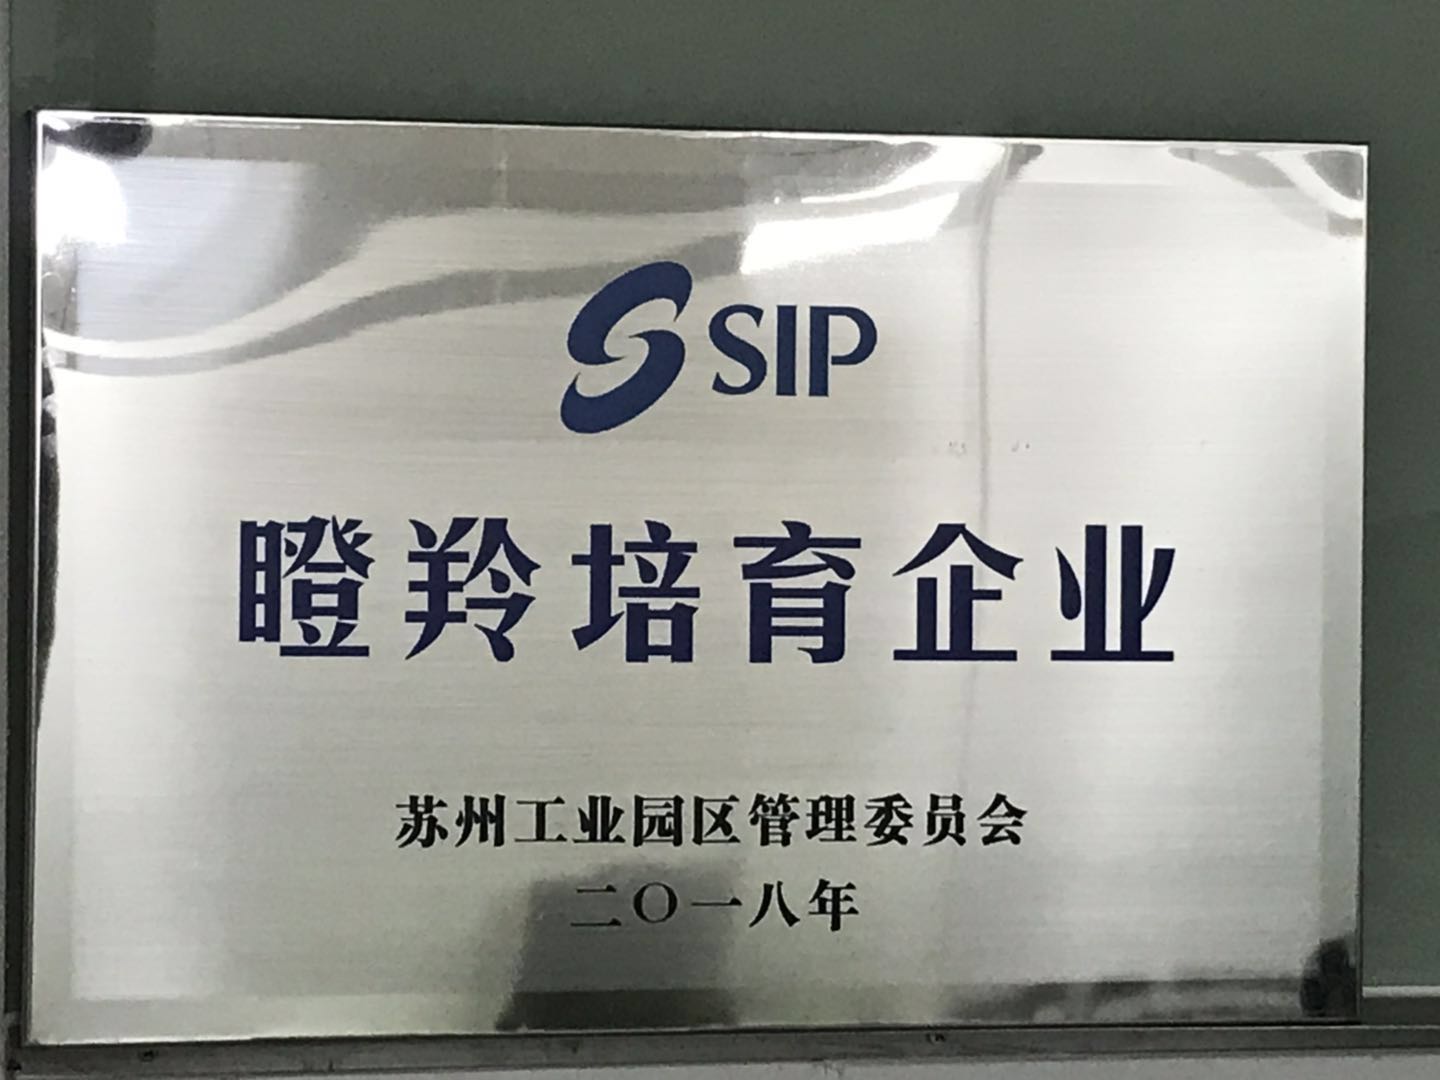 SIP
瞪羚培育企业
苏州工业园区管理委员会
二〇一八年